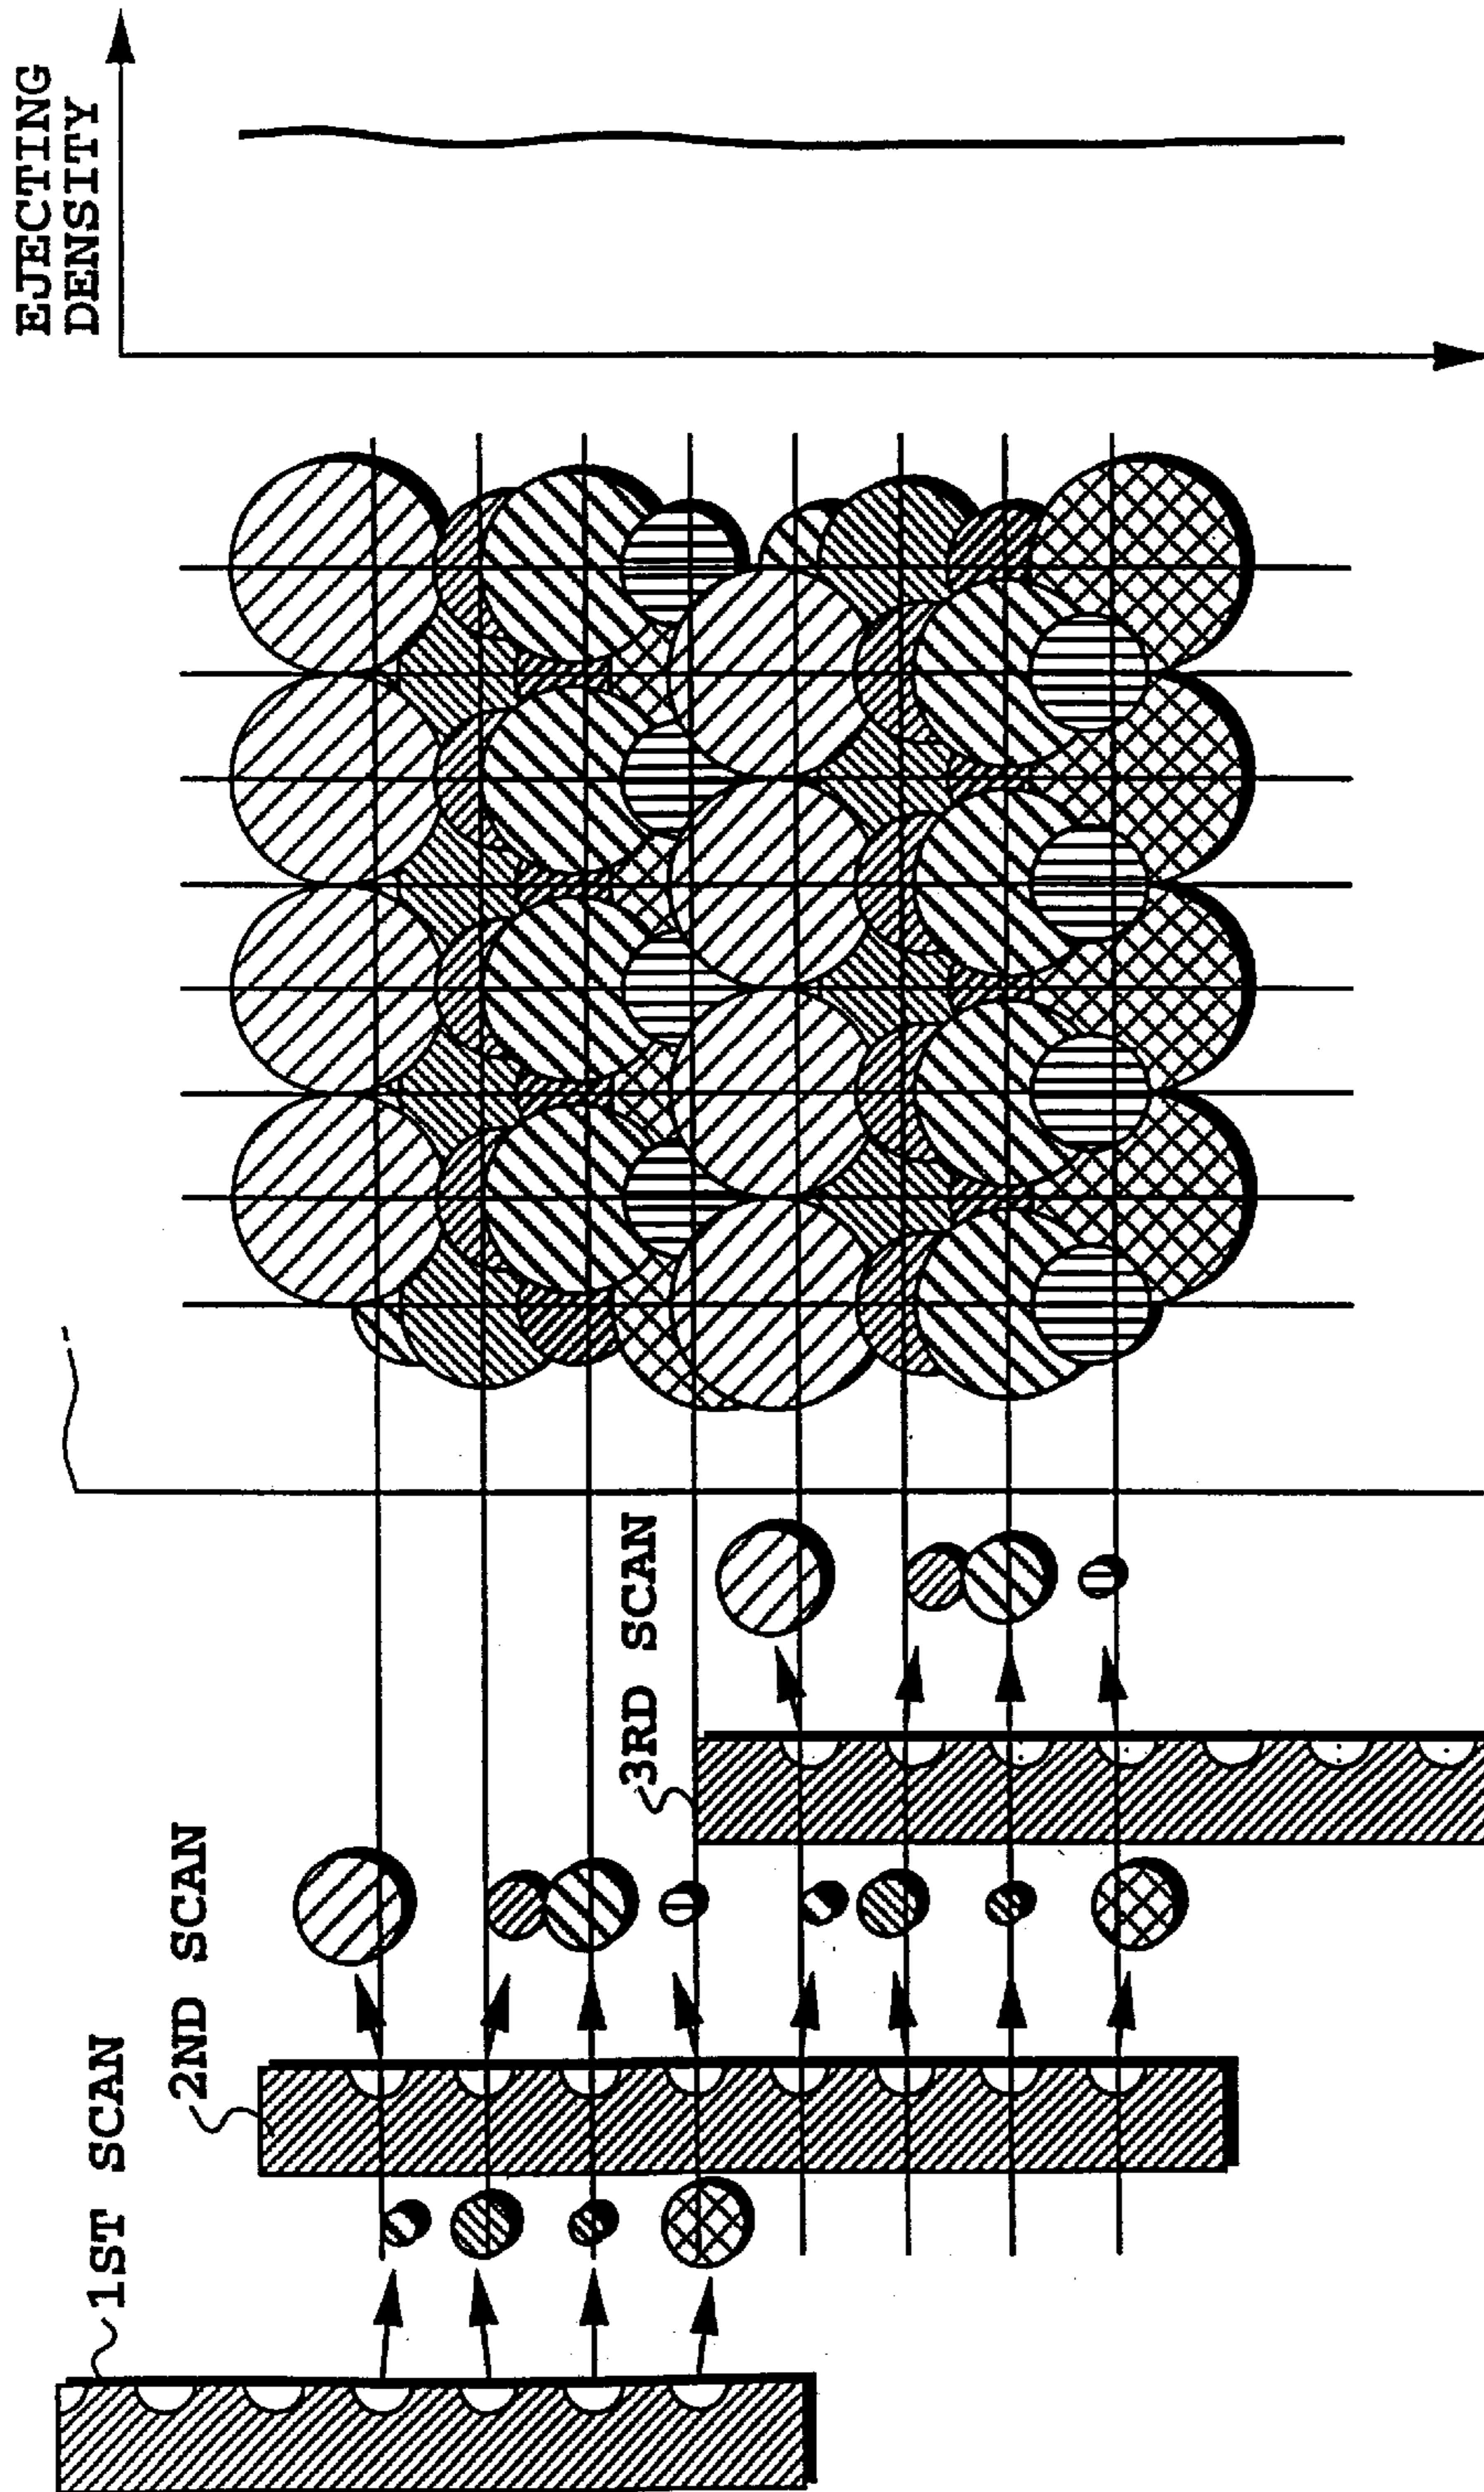 EJECTING
DENSITY
3RD SCAN
2ND SCAN
1ST SCAN